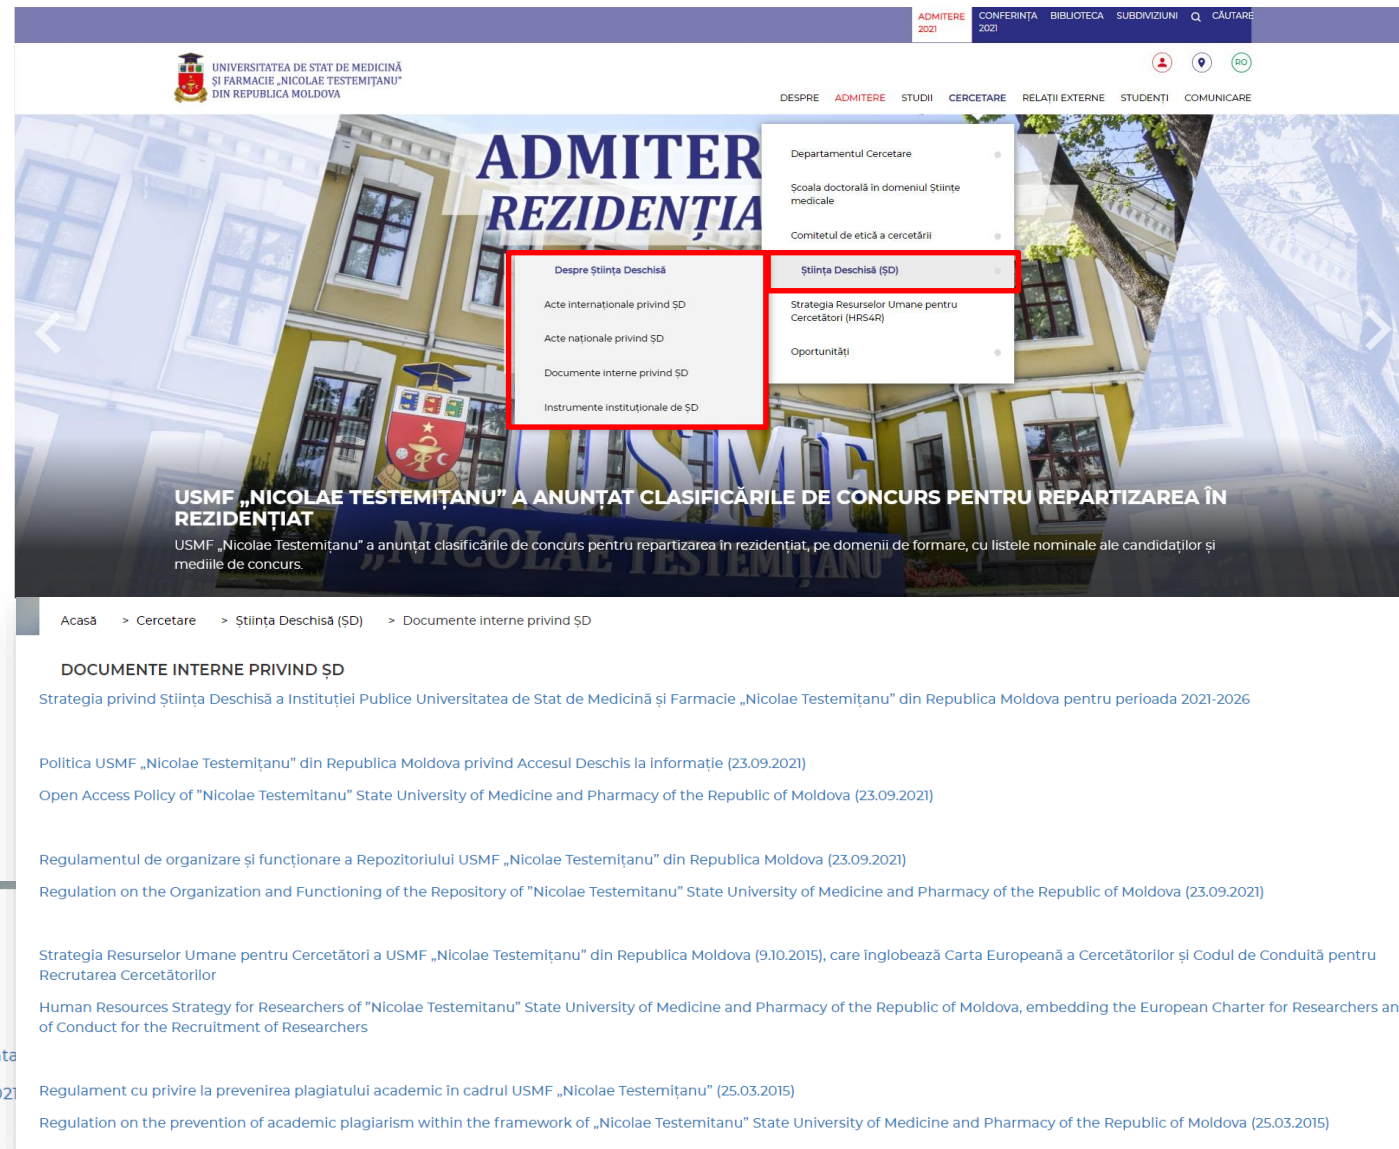 ADMITERE 2021
CONFERINȚA 2021
BIBLIOTECA
SUBDIVIZIUNI
CĂUTARE
UNIVERSITATEA DE STAT DE MEDICINĂ
ȘI FARMACIE „NICOLAE TESTEMIȚANU”
DIN REPUBLICA MOLDOVA
RO
DESPRE ADMITERE STUDII CERCETARE RELAȚII EXTERNE STUDENȚI COMUNICARE
ADMITER
REZIDENȚIA
Departamentul Cercetare
Școala doctorală în domeniul Științe
medicale
Comitetul de etică a cercetării
Știința Deschisă (ȘD)
Strategia Resurselor Umane pentru
Cercetători (HRS4R)
Oportunități
Despre Știința Deschisă
Acte internaționale privind ȘD
Acte naționale privind ȘD
Documente interne privind ȘD
Instrumente instituționale de ȘD
USMF
„NICOLAE TESTEMIȚANU”
USMF „NICOLAE TESTEMIȚANU” A ANUNȚAT CLASIFICĂRILE DE CONCURS PENTRU REPARTIZAREA ÎN
REZIDENȚIAT
USMF „Nicolae Testemițanu” a anunțat clasificările de concurs pentru repartizarea în rezidențiat, pe domenii de formare, cu listele nominale ale candidaților și
mediile de concurs.
Acasă > Cercetare > Știința Deschisă (ȘD) > Documente interne privind ȘD
DOCUMENTE INTERNE PRIVIND ȘD
Strategia privind Știința Deschisă a Instituției Publice Universitatea de Stat de Medicină și Farmacie „Nicolae Testemițanu” din Republica Moldova pentru perioada 2021-2026
Politica USMF „Nicolae Testemițanu” din Republica Moldova privind Accesul Deschis la informație (23.09.2021)
Open Access Policy of ”Nicolae Testemitanu” State University of Medicine and Pharmacy of the Republic of Moldova (23.09.2021)
Regulamentul de organizare și funcționare a Repozitoriului USMF „Nicolae Testemițanu” din Republica Moldova (23.09.2021)
Regulation on the Organization and Functioning of the Repository of ”Nicolae Testemitanu” State University of Medicine and Pharmacy of the Republic of Moldova (23.09.2021)
Strategia Resurselor Umane pentru Cercetători a USMF „Nicolae Testemițanu” din Republica Moldova (9.10.2015), care înglobează Carta Europeană a Cercetătorilor și Codul de Conduită pentru
Recrutarea Cercetătorilor
Human Resources Strategy for Researchers of ”Nicolae Testemitanu” State University of Medicine and Pharmacy of the Republic of Moldova, embedding the European Charter for Researchers an
of Conduct for the Recruitment of Researchers
Regulament cu privire la prevenirea plagiatului academic în cadrul USMF „Nicolae Testemițanu” (25.03.2015)
Regulation on the prevention of academic plagiarism within the framework of „Nicolae Testemitanu” State University of Medicine and Pharmacy of the Republic of Moldova (25.03.2015)